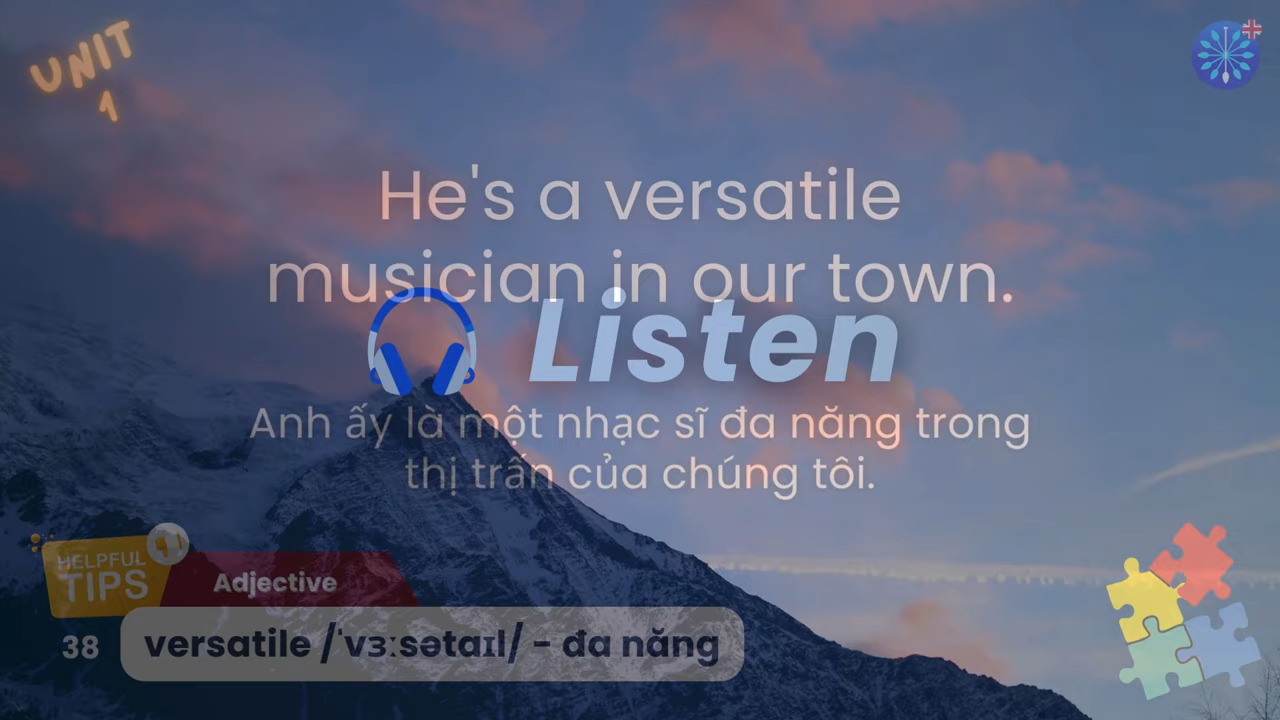 UNIT
1
He's a versatile
musician in our town.
Listen
Anh ấy là một nhạc sĩ đa năng trong
thị trấn của chúng tôi.
HELPFUL
TIPS
Adjective
38
versatile /ˈvɜːsətaɪl/ - đa năng